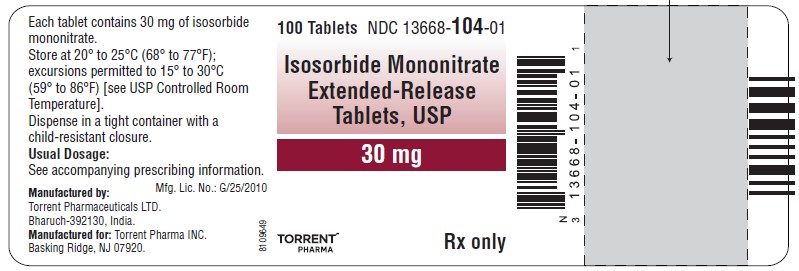 Each tablet contains 30 mg of isosorbide
mononitrate.
Store at 20° to 25°C (68° to 77°F);
excursions permitted to 15° to 30°C
(59° to 86°F) [see USP Controlled Room
Temperature].
Dispense in a tight container with a
child-resistant closure.
Usual Dosage:
See accompanying prescribing information.
Mfg. Lic. No.: G/25/2010
Manufactured by:
Torrent Pharmaceuticals LTD.
Bharuch-392130, India.
Manufactured for: Torrent Pharma INC.
Basking Ridge, NJ 07920.
8109649
100 Tablets NDC 13668-104-01
Isosorbide Mononitrate
Extended-Release
Tablets, USP
30 mg
TORRENT
PHARMA
Rx only
N
3 13668-104-01 1